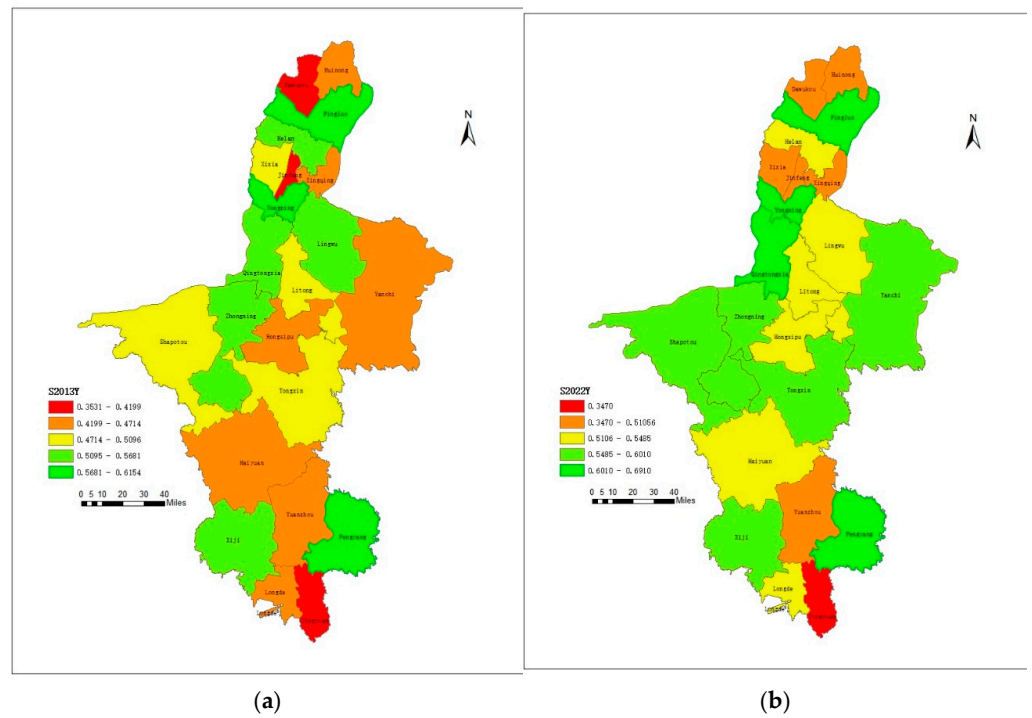 N
Huinong
Pingluo
Helan
Xixia
Xingqing
Lingwu
Qingtongxia
Litong
Yanchi
Zhongning
Shapotou
Hongsipu
Tongxin
S2013Y
0.3531 - 0.4199
0.4199 - 0.4714
0.4714 - 0.5096
0.5095 - 0.5681
0.5681 - 0.6154
0 5 10 20 30 40
Miles
Haiyuan
Yuanzhou
Xiji
Longde
(a)
N
Huinong
Dawukou
Pingluo
Helan
Xixia
Jinfeng
Xingqing
Yongning
Lingwu
Qingtongxia
Litong
Yanchi
Zhongning
Shapotou
Hongsipu
Tongxin
S2022Y
0.3470
0.3470 - 0.51056
0.5106 - 0.5485
0.5485 - 0.6010
0.6010 - 0.6910
0 5 10 20 30 40
Miles
Haiyuan
Yuanzhou
Xiji
Longde
(b)